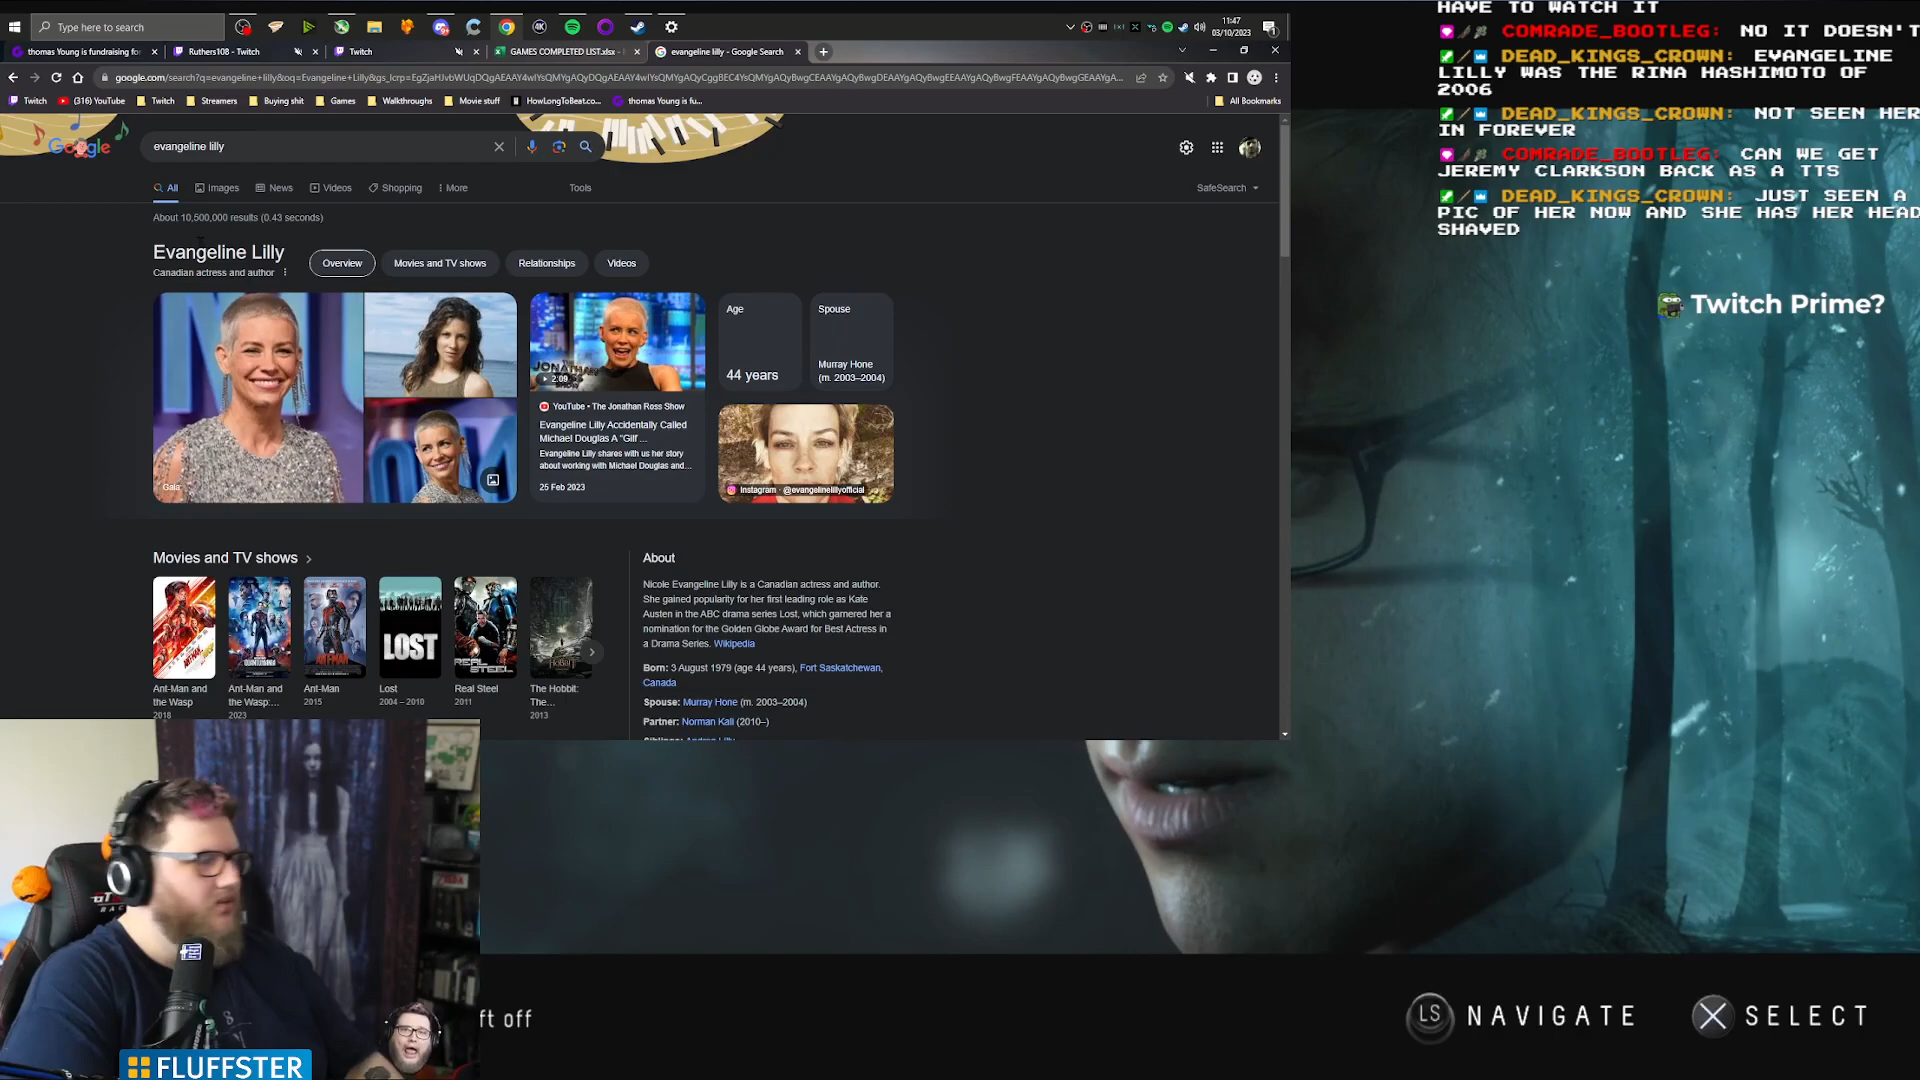 Type here to search
11:47
03/10/2023
thomas Young is fundraising for
Ruthers108 - Twitch
Twitch
GAMES COMPLETED LIST.xlsx -
evangeline lilly - Google Search
Twitch
(316) YouTube
Twitch
Streamers
Buying shit
Games
Walkthroughs
Movie stuff
HowLongToBeat.co...
thomas Young is fu...
All Bookmarks
evangeline lilly
All
Images
News
Videos
Shopping
More
Tools
SafeSearch
About 10,500,000 results (0.43 seconds)
Evangeline Lilly
Canadian actress and author
Overview
Movies and TV shows
Relationships
Videos
Gala
2:09
YouTube • The Jonathan Ross Show
Evangeline Lilly Accidentally Called
Michael Douglas A "Gilf ...
Evangeline Lilly shares with us her story
about working with Michael Douglas and...
25 Feb 2023
Age
44 years
Spouse
Murray Hone
(m. 2003–2004)
Instagram · @evangelinelillyofficial
Movies and TV shows
LOST
REAL STEEL
Ant-Man and
the Wasp
2018
Ant-Man and
the Wasp:...
2023
Ant-Man
2015
Lost
2004 – 2010
Real Steel
2011
The Hobbit:
The...
2013
About
Nicole Evangeline Lilly is a Canadian actress and author.
She gained popularity for her first leading role as Kate
Austen in the ABC drama series Lost, which garnered her a
nomination for the Golden Globe Award for Best Actress in
a Drama Series. Wikipedia
Born: 3 August 1979 (age 44 years), Fort Saskatchewan,
Canada
Spouse: Murray Hone (m. 2003–2004)
Partner: Norman Kali (2010–)
HAVE TO WATCH IT
COMRADE_BOOTLEG: NO IT DOESN'T
DEAD_KINGS_CROWN: EVANGELINE
LILLY WAS THE RINA HASHIMOTO OF
2006
DEAD_KINGS_CROWN: NOT SEEN HER
IN FOREVER
COMRADE_BOOTLEG: CAN WE GET
JEREMY CLARKSON BACK AS A TTS
DEAD_KINGS_CROWN: JUST SEEN A
PIC OF HER NOW AND SHE HAS HER HEAD
SHAVED
Twitch Prime?
ft off
LS NAVIGATE
SELECT
FLUFFSTER